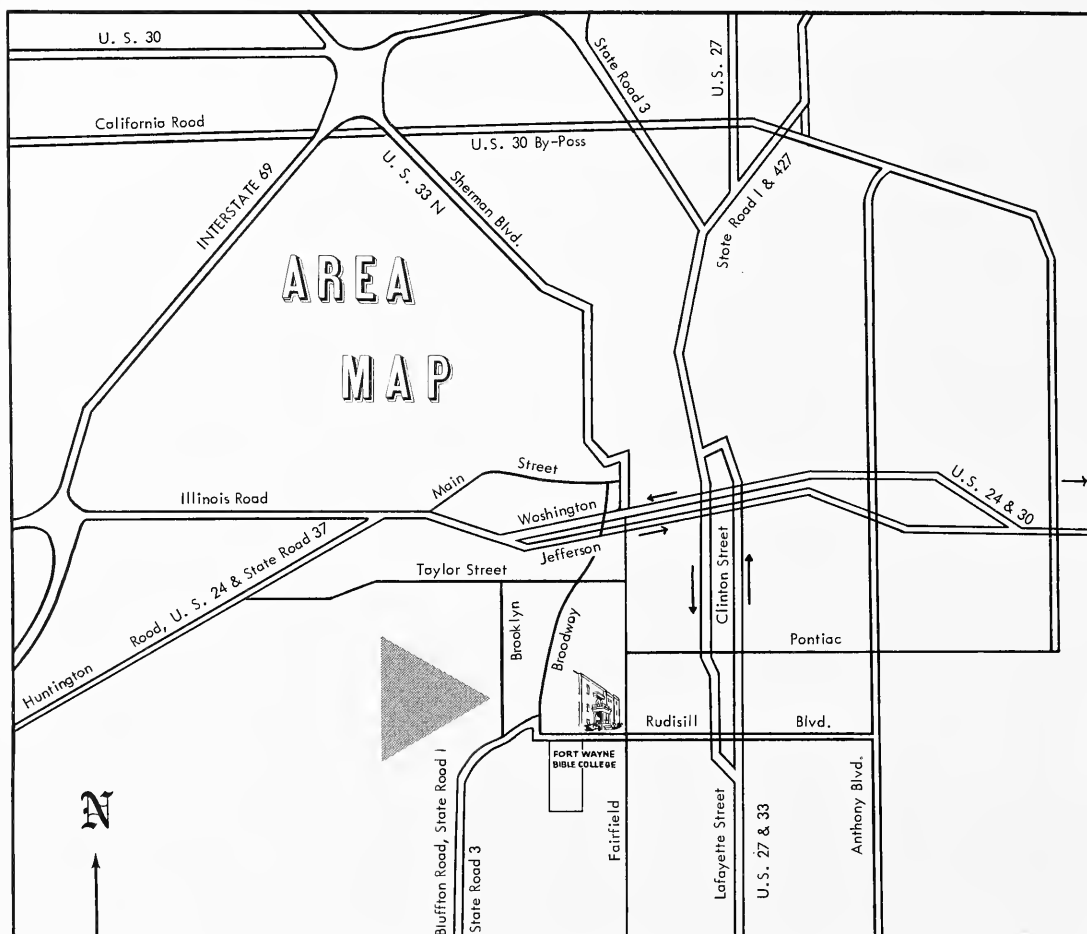 U. S. 30
State Road 3
U.S. 27
California Road
U.S. 30 By-Pass
INTERSTATE 69
U. S. 33 N
Sherman Blvd.
State Road 1 & 427
AREA
MAP
Main Street
Illinois Road
Washington
U.S. 24 & 30
Jefferson
Huntington Road, U.S. 24 & State Road 37
Taylor Street
Clinton Street
Brooklyn
Broadway
Pontiac
Rudisill Blvd.
FORT WAYNE
BIBLE COLLEGE
N
Bluffton Road, State Road 1
State Road 3
Fairfield
Lafayette Street
U.S. 27 & 33
Anthony Blvd.